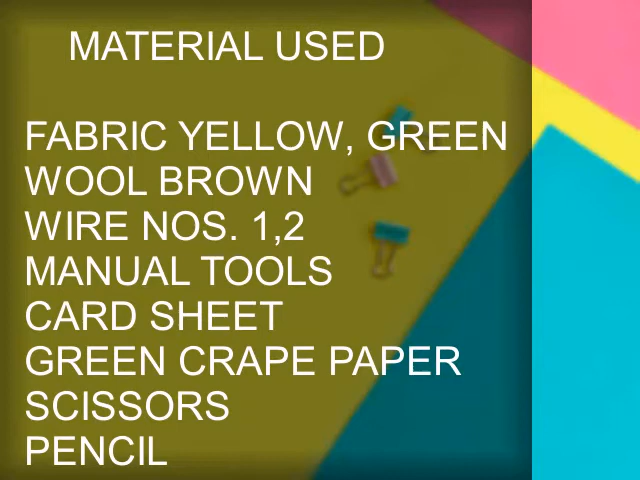 MATERIAL USED
FABRIC YELLOW, GREEN
WOOL BROWN
WIRE NOS. 1,2
MANUAL TOOLS
CARD SHEET
GREEN CRAPE PAPER
SCISSORS
PENCIL